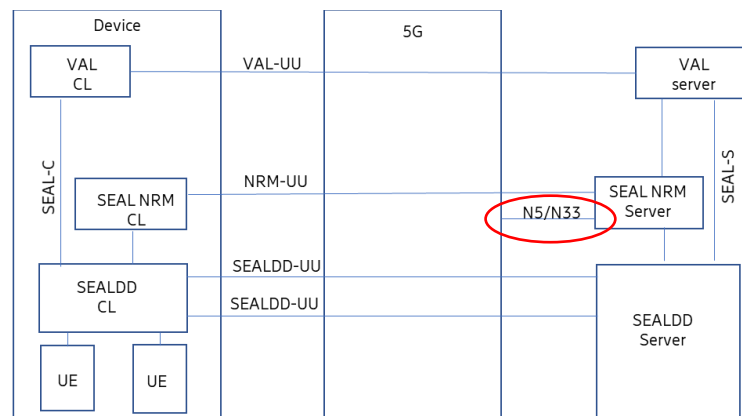 Device
5G
VAL
CL
VAL-UU
VAL
server
SEAL-C
SEAL-S
NRM-UU
SEAL NRM
CL
SEAL NRM
Server
N5/N33
SEALDD-UU
SEALDD
CL
SEALDD-UU
SEALDD
Server
UE
UE